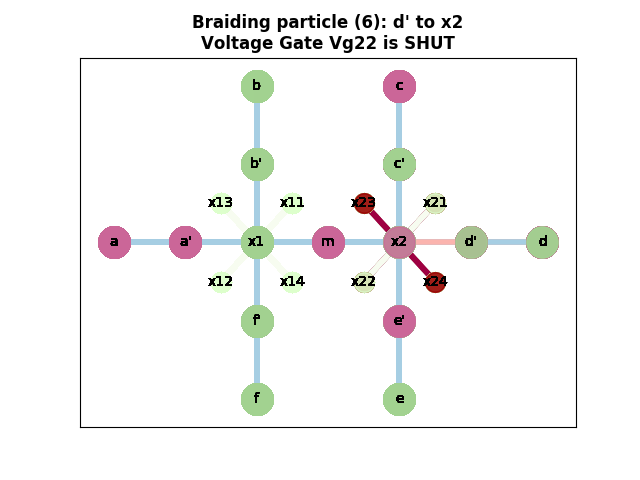 Braiding particle (6): d' to x2
Voltage Gate Vg22 is SHUT
b
c
b'
c'
x13
x11
x23
x21
a
a'
x1
m
x2
d'
d
x12
x14
x22
x24
f'
e'
f
e